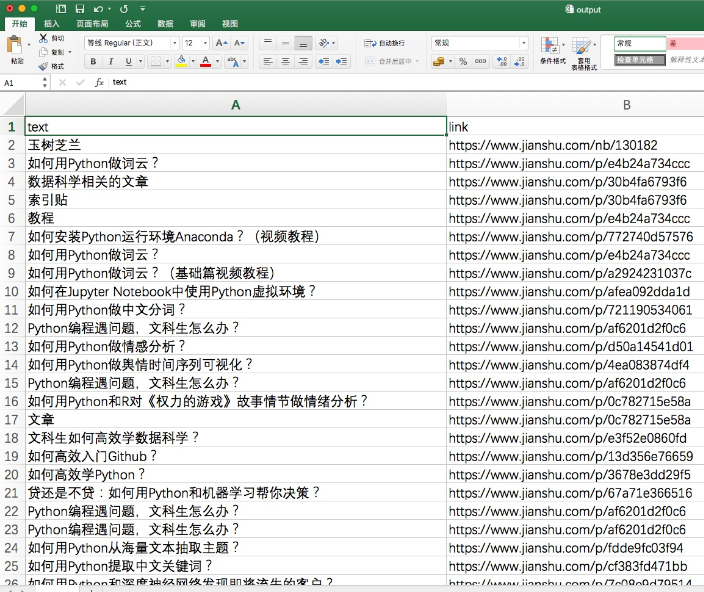 output
开始 插入 页面布局 公式 数据 审阅 视图
粘贴 剪切 复制 格式
等线 Regular (正文) 12 A A
B I U A abc A
自动换行
合并后居中
常规
% 000
条件格式 套用表格格式
常规 差
检查单元格 解释性文本
A1 fx text
A B
1 text link
2 玉树芝兰 https://www.jianshu.com/nb/130182
3 如何用Python做词云？ https://www.jianshu.com/p/e4b24a734ccc
4 数据科学相关的文章 https://www.jianshu.com/p/30b4fa6793f6
5 索引贴 https://www.jianshu.com/p/30b4fa6793f6
6 教程 https://www.jianshu.com/p/e4b24a734ccc
7 如何安装Python运行环境Anaconda？（视频教程） https://www.jianshu.com/p/772740d57576
8 如何用Python做词云？ https://www.jianshu.com/p/e4b24a734ccc
9 如何用Python做词云？（基础篇视频教程） https://www.jianshu.com/p/a2924231037c
10 如何在Jupyter Notebook中使用Python虚拟环境？ https://www.jianshu.com/p/afea092dda1d
11 如何用Python做中文分词？ https://www.jianshu.com/p/721190534061
12 Python编程遇问题，文科生怎么办？ https://www.jianshu.com/p/af6201d2f0c6
13 如何用Python做情感分析？ https://www.jianshu.com/p/d50a14541d01
14 如何用Python做舆情时间序列可视化？ https://www.jianshu.com/p/4ea083874df4
15 Python编程遇问题，文科生怎么办？ https://www.jianshu.com/p/af6201d2f0c6
16 如何用Python和R对《权力的游戏》故事情节做情绪分析？ https://www.jianshu.com/p/0c782715e58a
17 文章 https://www.jianshu.com/p/0c782715e58a
18 文科生如何高效学数据科学？ https://www.jianshu.com/p/e3f52e0860fd
19 如何高效入门Github？ https://www.jianshu.com/p/13d356e76659
20 如何高效学Python？ https://www.jianshu.com/p/3678e3dd29f5
21 贷还是不贷：如何用Python和机器学习帮你决策？ https://www.jianshu.com/p/67a71e366516
22 Python编程遇问题，文科生怎么办？ https://www.jianshu.com/p/af6201d2f0c6
23 Python编程遇问题，文科生怎么办？ https://www.jianshu.com/p/af6201d2f0c6
24 如何用Python从海量文本抽取主题？ https://www.jianshu.com/p/fdde9fc03f94
25 如何用Python提取中文关键词？ https://www.jianshu.com/p/cf383fd471bb
26 如何用Python和深度神经网络发现即将流失的客户？ https://www.jianshu.com/p/7c08e9d79514